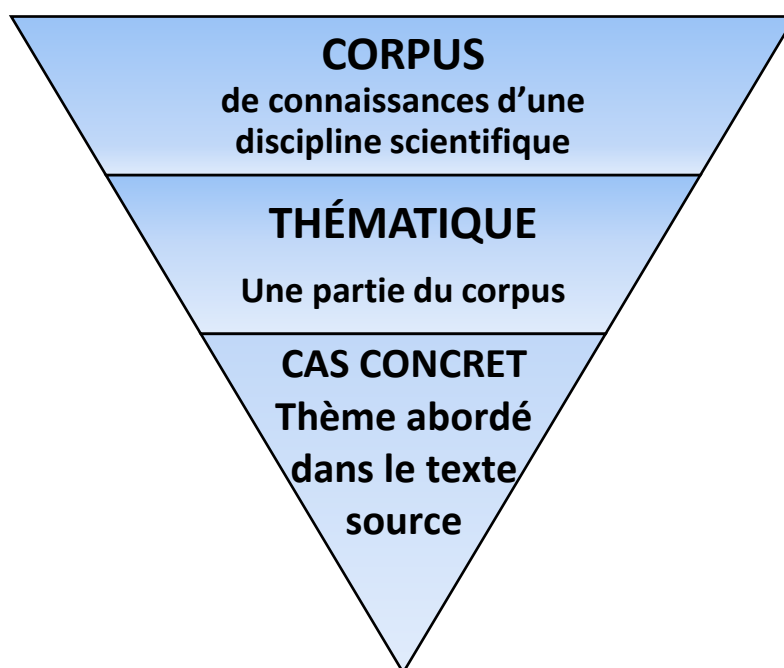 CORPUS
de connaissances d’une
discipline scientifique
THÉMATIQUE
Une partie du corpus
CAS CONCRET
Thème abordé
dans le texte
source